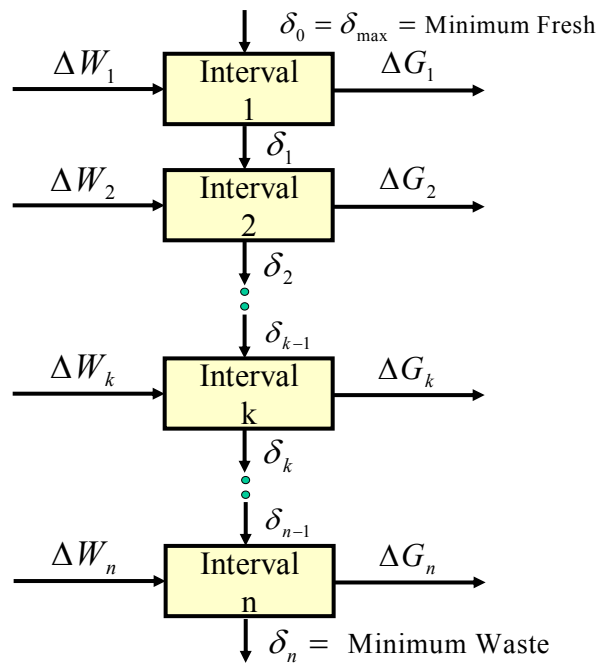 δ₀ = δₘₐₓ = Minimum Fresh
ΔW₁
Interval
1
ΔG₁
δ₁
ΔW₂
Interval
2
ΔG₂
δ₂
δₖ₋₁
ΔWₖ
Interval
k
ΔGₖ
δₖ
δₙ₋₁
ΔWₙ
Interval
n
ΔGₙ
δₙ = Minimum Waste